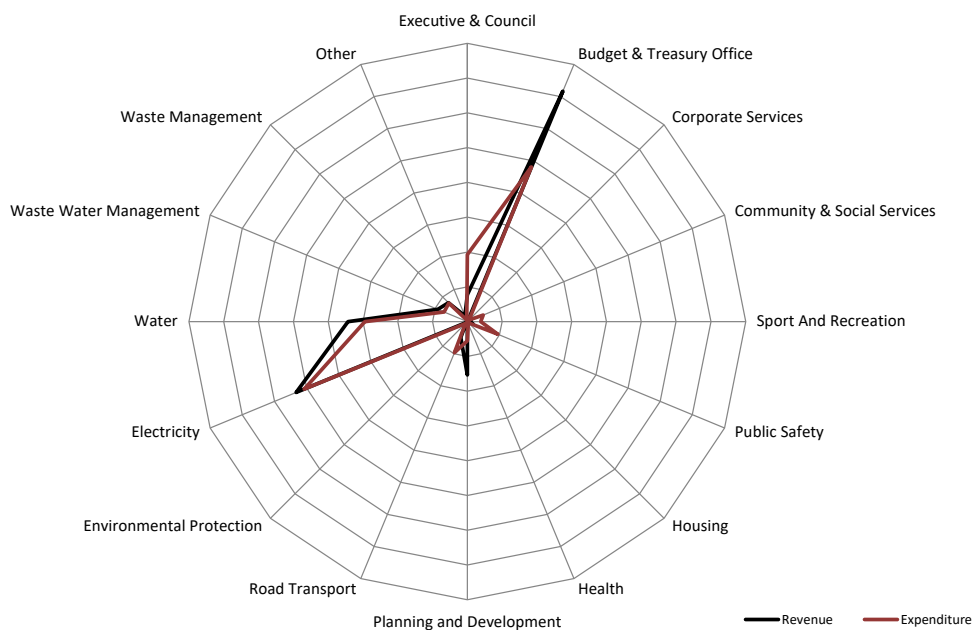 Executive & Council
Other
Budget & Treasury Office
Waste Management
Corporate Services
Waste Water Management
Community & Social Services
Water
Sport And Recreation
Electricity
Public Safety
Environmental Protection
Housing
Road Transport
Health
Planning and Development
Revenue
Expenditure